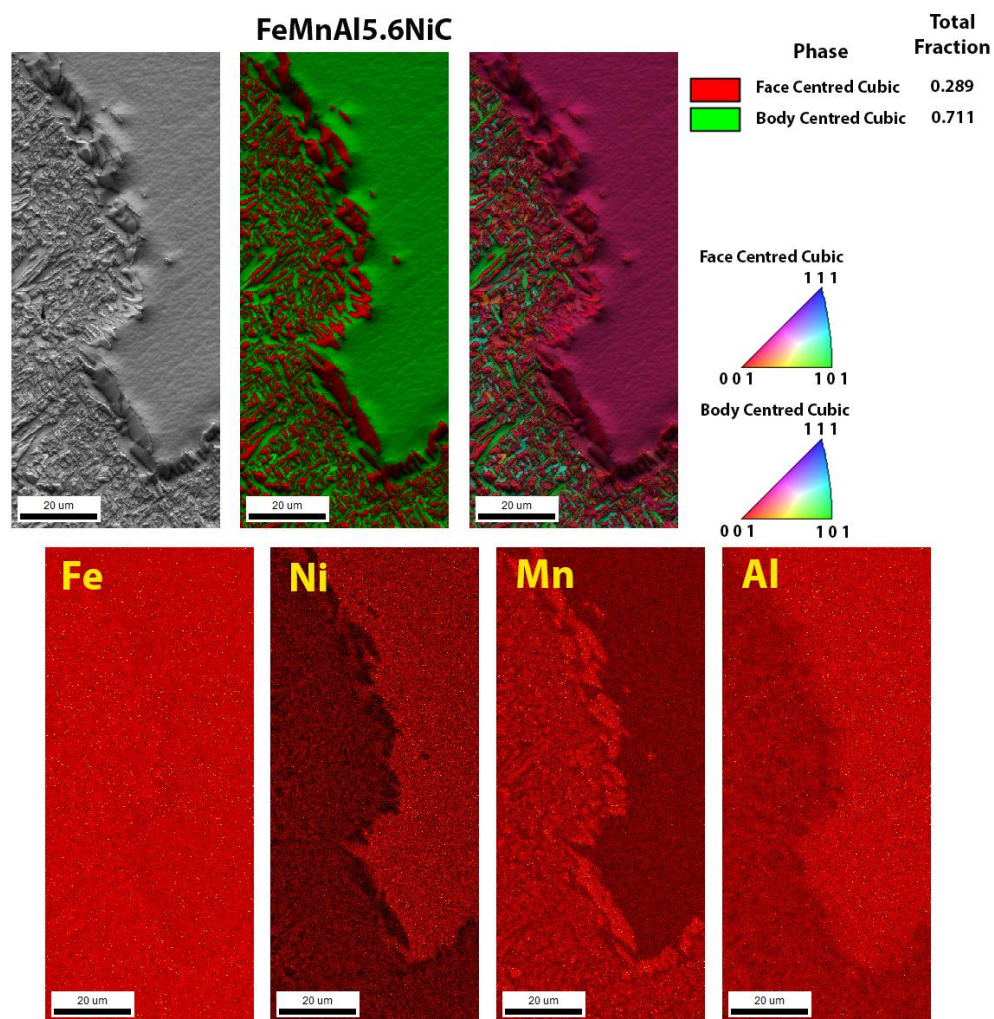 FeMnAl5.6NiC
Phase
Total
Fraction
Face Centred Cubic 0.289
Body Centred Cubic 0.711
Face Centred Cubic
1 1 1
0 0 1
1 0 1
Body Centred Cubic
1 1 1
0 0 1
1 0 1
20 um
20 um
20 um
Fe
Ni
Mn
Al
20 um
20 um
20 um
20 um